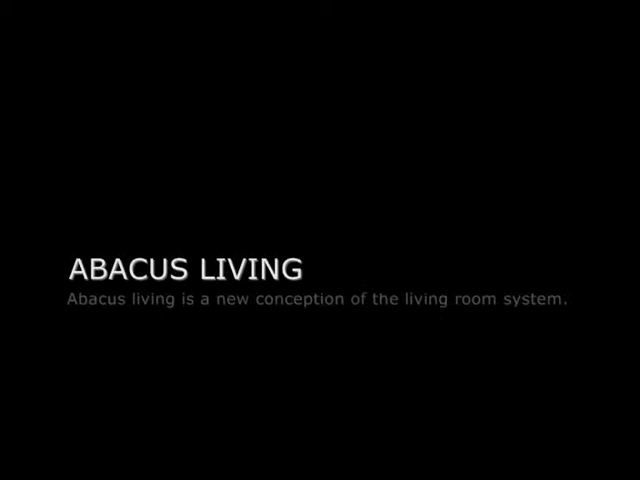 ABACUS LIVING
Abacus living is a new conception of the living room system.